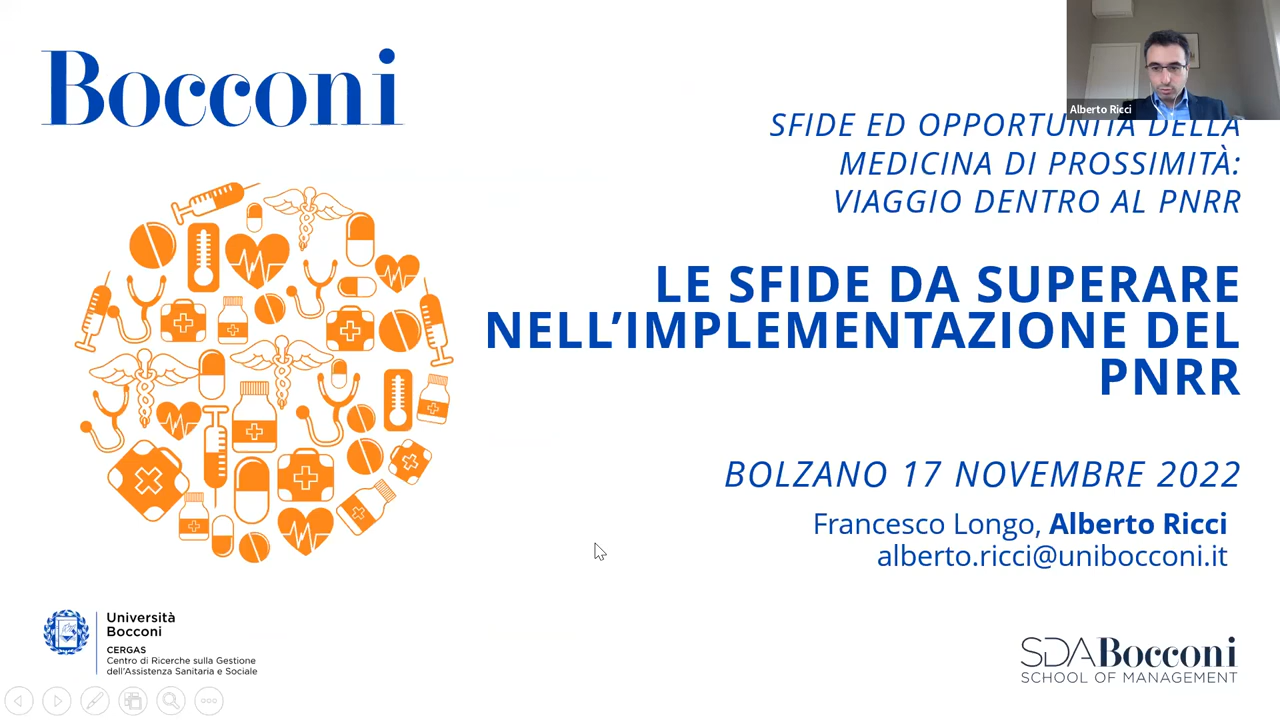 Bocconi
Alberto Ricci
SFIDE ED OPPORTUNITÀ DELLA
MEDICINA DI PROSSIMITÀ:
VIAGGIO DENTRO AL PNRR
LE SFIDE DA SUPERARE
NELL’IMPLEMENTAZIONE DEL
PNRR
BOLZANO 17 NOVEMBRE 2022
Francesco Longo, Alberto Ricci
alberto.ricci@unibocconi.it
Università
Bocconi
CERGAS
Centro di Ricerche sulla Gestione
dell’Assistenza Sanitaria e Sociale
SDA Bocconi
SCHOOL OF MANAGEMENT